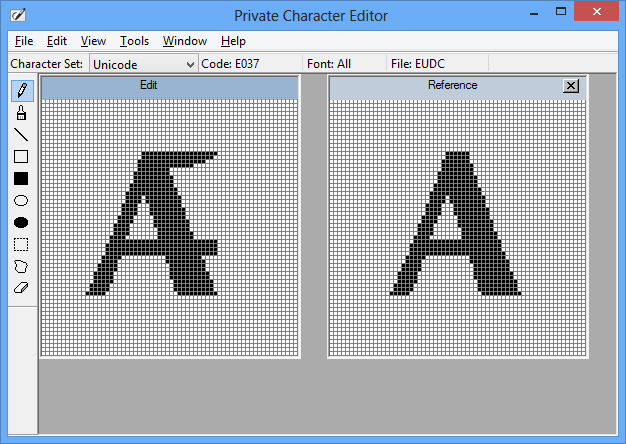 Private Character Editor
File Edit View Tools Window Help
Character Set: Unicode Code: E037 Font: All File: EUDC
Edit Reference
A